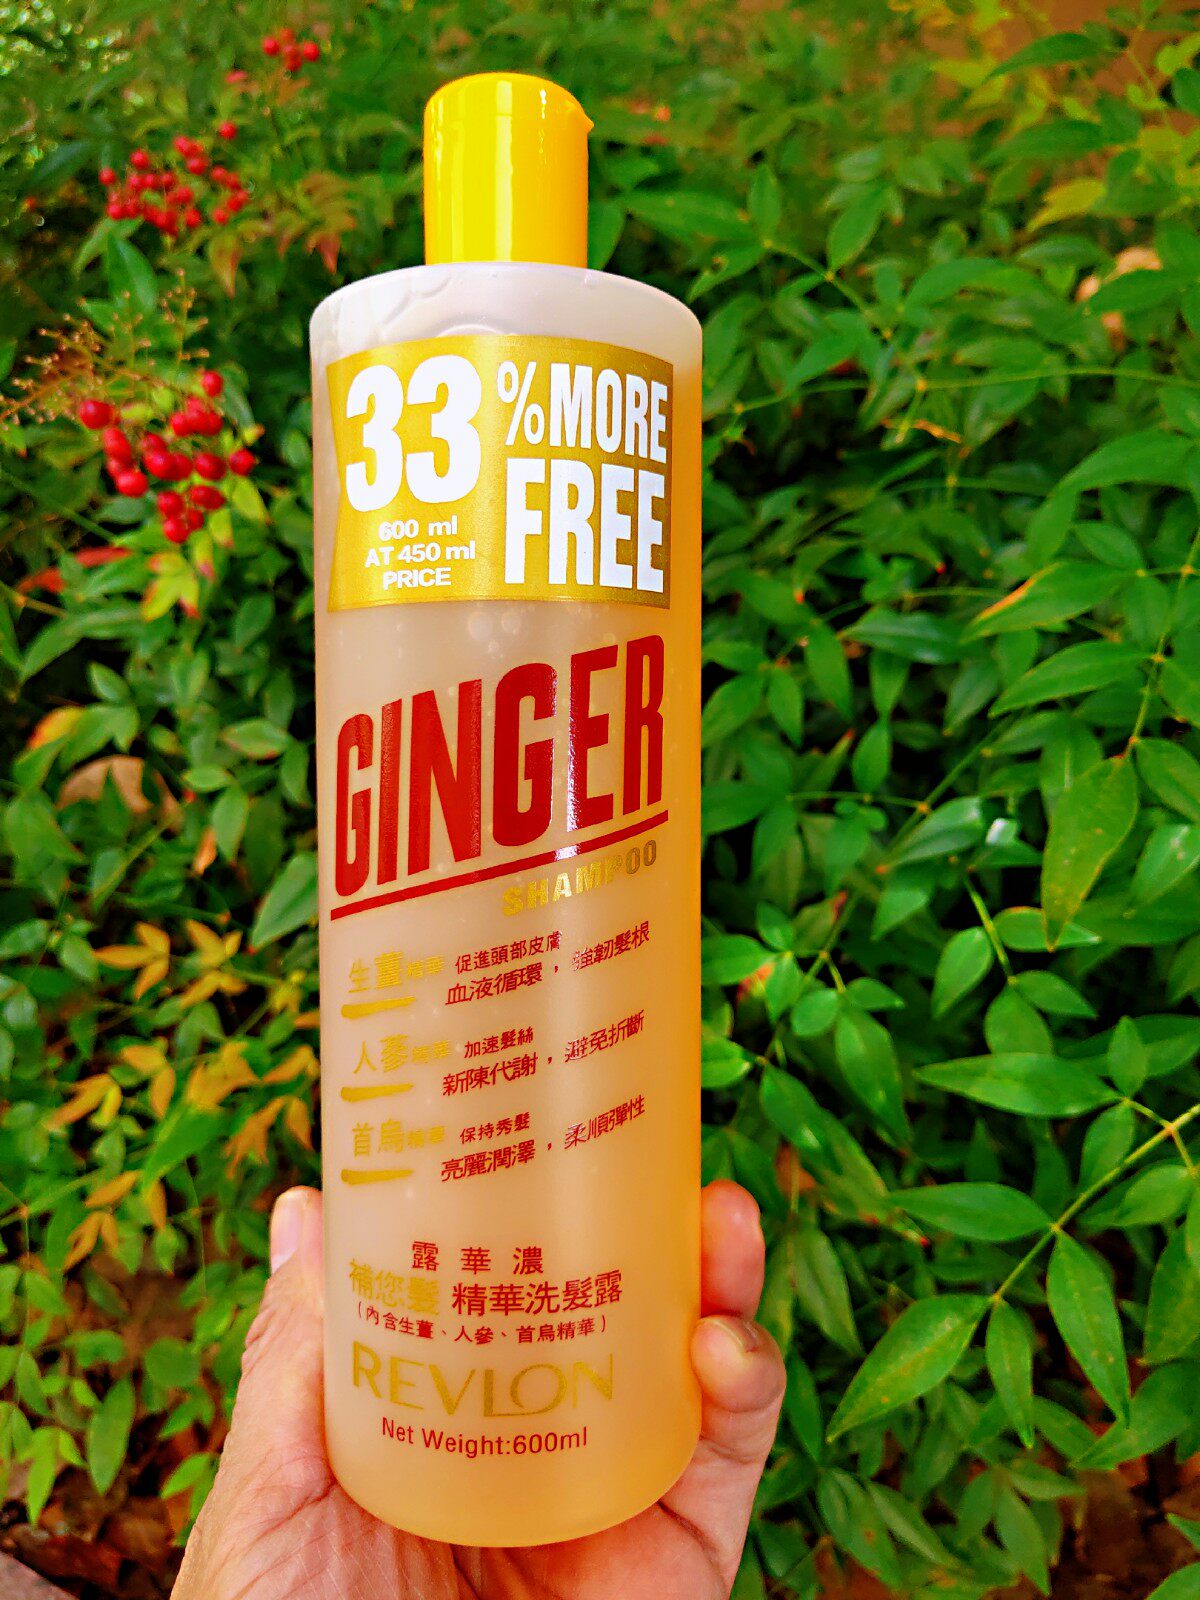 33 %MORE
FREE
600 ml
AT 450 ml
PRICE
GINGER
SHAMPOO
生薑精華 促進頭部皮膚
血液循環，強韌髮根
人蔘精華 加速髮絲
新陳代謝，避免折斷
首烏精華 保持秀髮
亮麗潤澤，柔順彈性
露華濃
補您髮 精華洗髮露
(內含生薑、人參、首烏精華)
REVLON
Net Weight:600ml